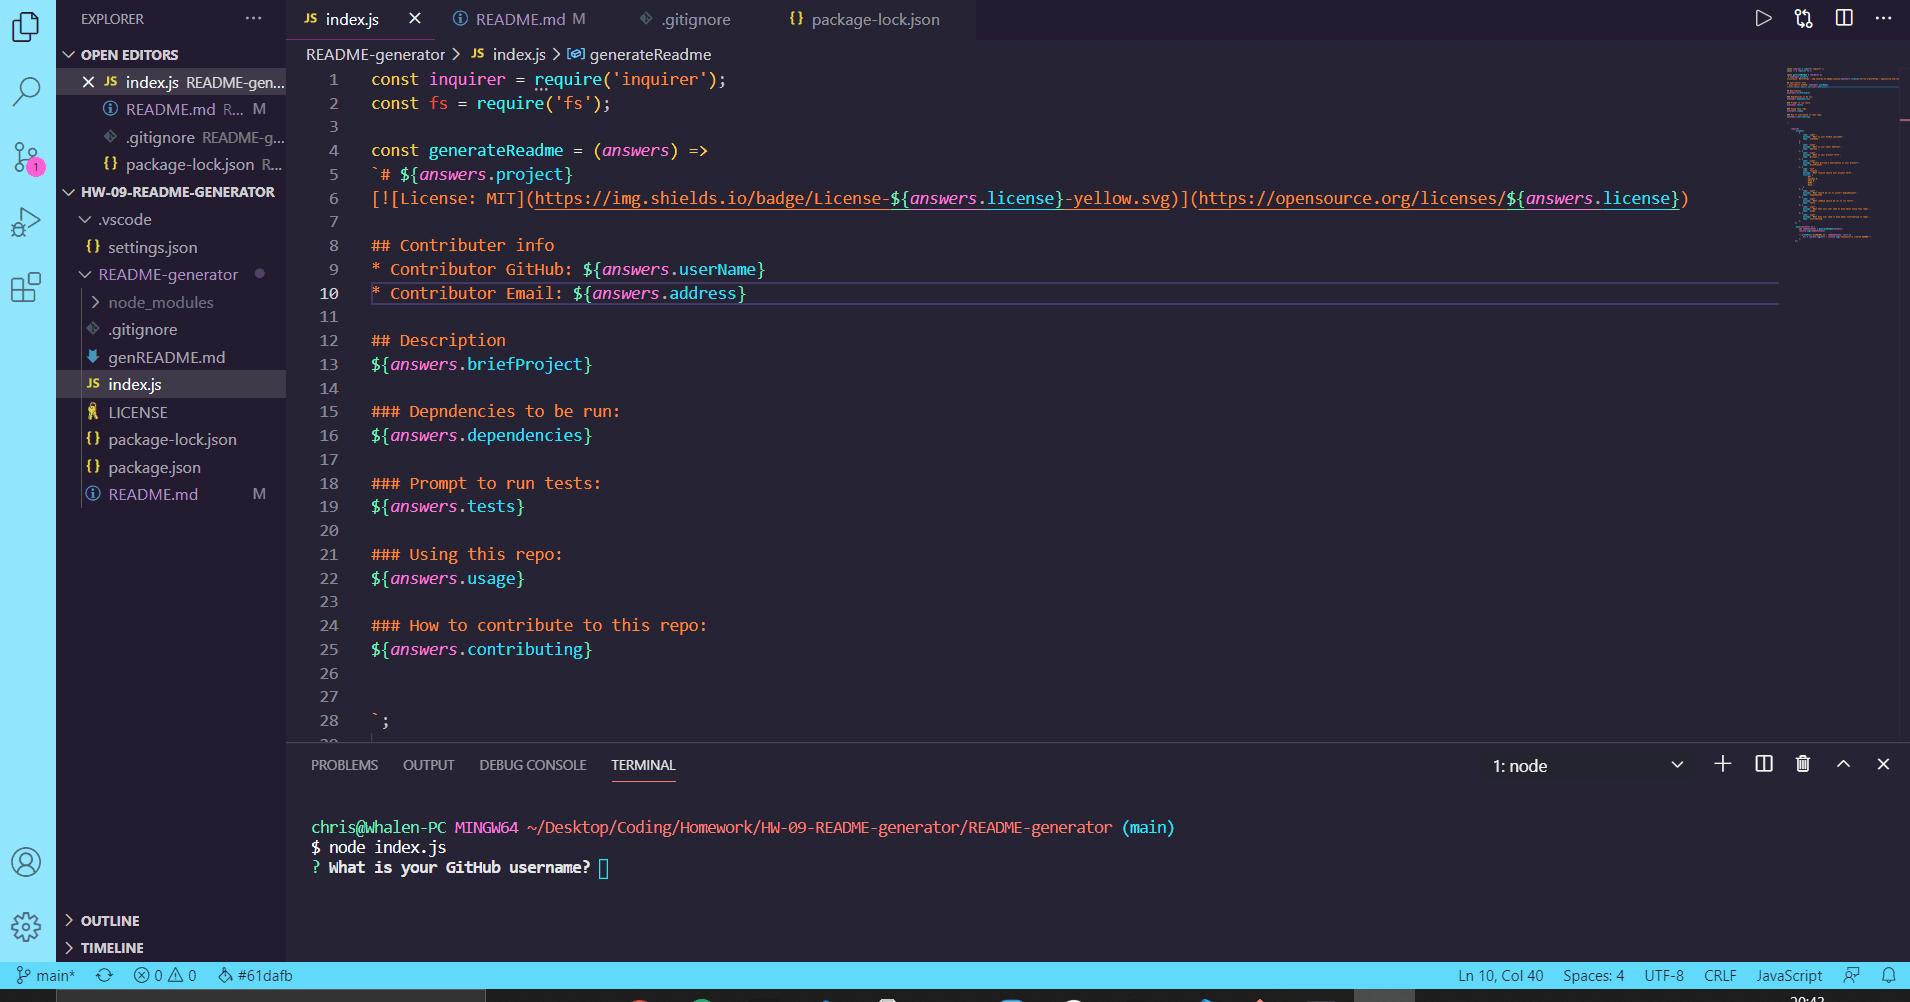 EXPLORER
JS index.js
README.md M
.gitignore
{} package-lock.json
OPEN EDITORS
JS index.js README-gen...
README.md R... M
.gitignore README-g...
{} package-lock.json R...
1
HW-09-README-GENERATOR
.vscode
{} settings.json
README-generator
node_modules
.gitignore
genREADME.md
JS index.js
LICENSE
{} package-lock.json
{} package.json
README.md M
OUTLINE
TIMELINE
README-generator > JS index.js > generateReadme
1 const inquirer = require('inquirer');
2 const fs = require('fs');
3
4 const generateReadme = (answers) =>
5 `# ${answers.project}
6 [![License: MIT](https://img.shields.io/badge/License-${answers.license}-yellow.svg)](https://opensource.org/licenses/${answers.license})
7
8 ## Contributer info
9 * Contributor GitHub: ${answers.userName}
10 * Contributor Email: ${answers.address}
11
12 ## Description
13 ${answers.briefProject}
14
15 ### Depndencies to be run:
16 ${answers.dependencies}
17
18 ### Prompt to run tests:
19 ${answers.tests}
20
21 ### Using this repo:
22 ${answers.usage}
23
24 ### How to contribute to this repo:
25 ${answers.contributing}
26
27
28 `;
PROBLEMS OUTPUT DEBUG CONSOLE TERMINAL
1: node
chris@Whalen-PC MINGW64 ~/Desktop/Coding/Homework/HW-09-README-generator/README-generator (main)
$ node index.js
? What is your GitHub username?
main* 0 0 #61dafb
Ln 10, Col 40 Spaces: 4 UTF-8 CRLF JavaScript